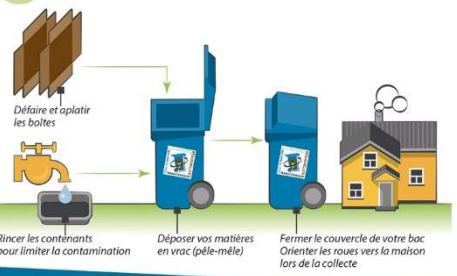 Défaire et aplatir
les boîtes
Rincer les contenants
pour limiter la contamination
Déposer vos matières
en vrac (pêle-mêle)
Fermer le couvercle de votre bac
Orienter les roues vers la maison
lors de la collecte